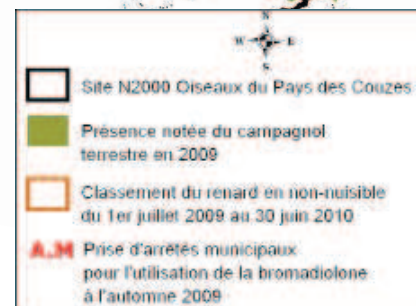 N
W E
S
Site N2000 Oiseaux du Pays des Couzes
Présence notée du campagnol
terrestre en 2009
Classement du renard en non-nuisible
du 1er juillet 2009 au 30 juin 2010
A.M Prise d'arrêtés municipaux
pour l'utilisation de la bromadiolone
à l'automne 2009